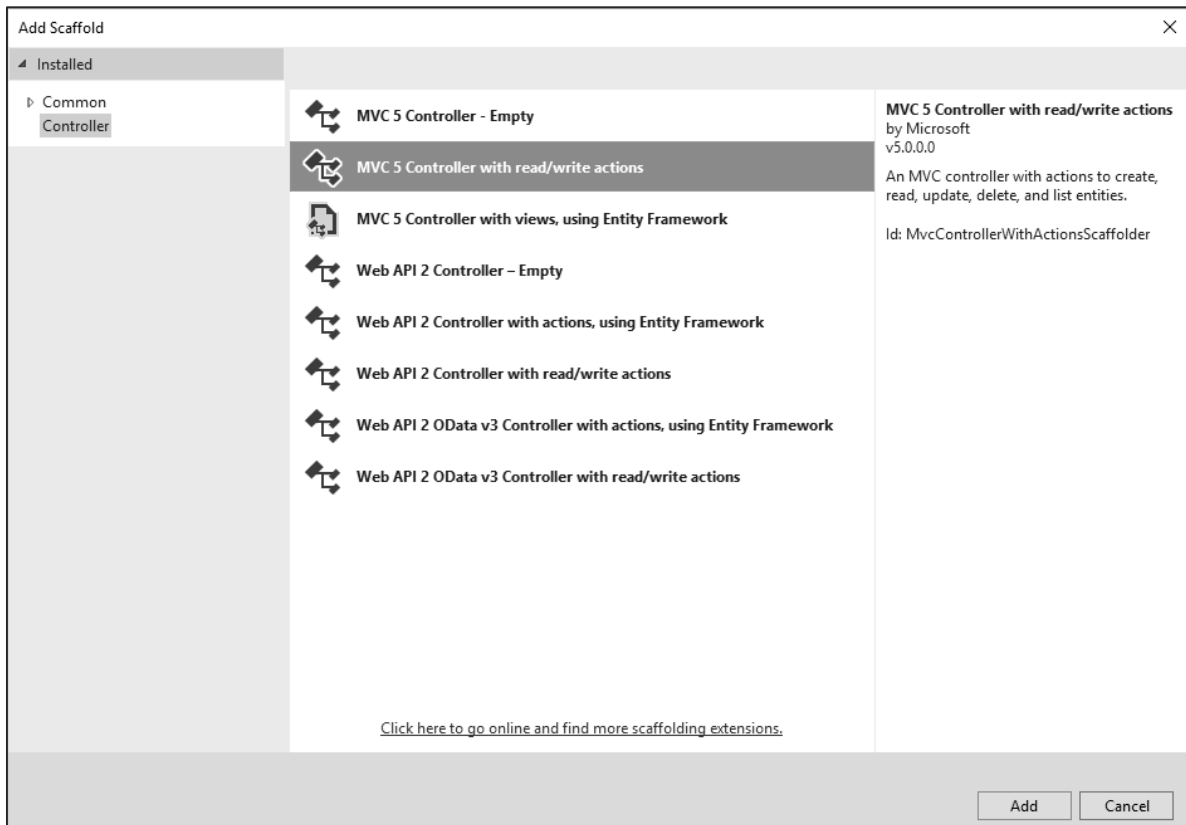 Add Scaffold
Installed
Common
Controller
MVC 5 Controller - Empty
MVC 5 Controller with read/write actions
MVC 5 Controller with views, using Entity Framework
Web API 2 Controller – Empty
Web API 2 Controller with actions, using Entity Framework
Web API 2 Controller with read/write actions
Web API 2 OData v3 Controller with actions, using Entity Framework
Web API 2 OData v3 Controller with read/write actions
Click here to go online and find more scaffolding extensions.
MVC 5 Controller with read/write actions
by Microsoft
v5.0.0.0
An MVC controller with actions to create,
read, update, delete, and list entities.
Id: MvcControllerWithActionsScaffolder
Add
Cancel